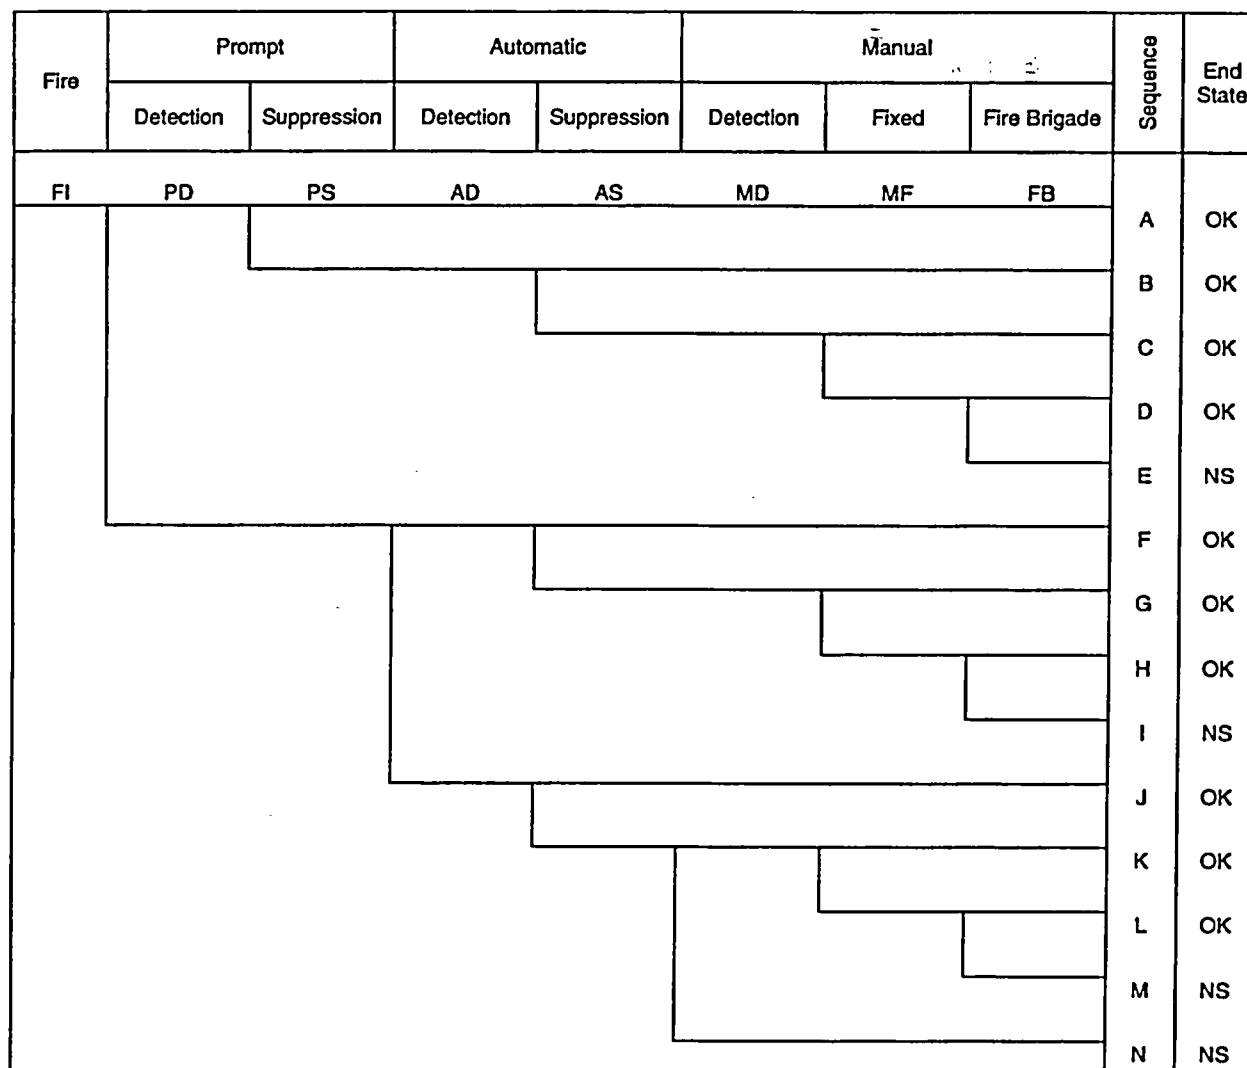 Fire
Prompt
Automatic
Manual
Sequence
End
State
Detection
Suppression
Detection
Suppression
Detection
Fixed
Fire Brigade
FI
PD
PS
AD
AS
MD
MF
FB
A OK
B OK
C OK
D OK
E NS
F OK
G OK
H OK
I NS
J OK
K OK
L OK
M NS
N NS